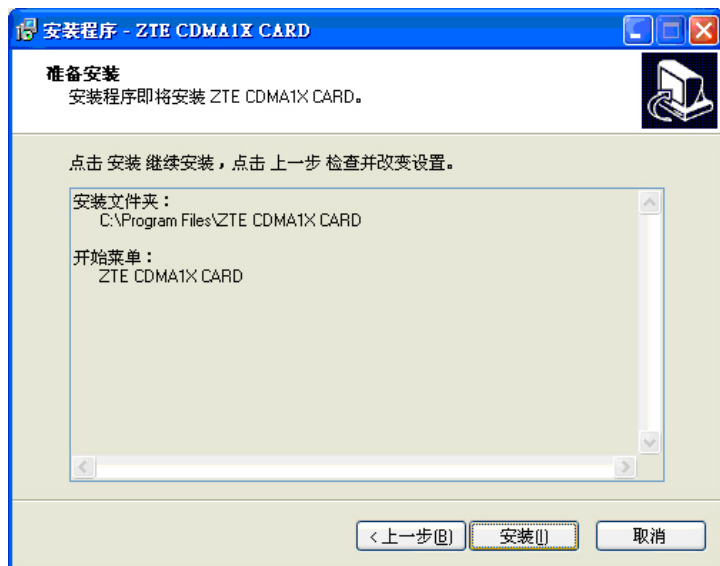 安装程序 - ZTE CDMA1X CARD
准备安装
安装程序即将安装 ZTE CDMA1X CARD。
点击 安装 继续安装，点击 上一步 检查并改变设置。
安装文件夹：
C:\Program Files\ZTE CDMA1X CARD
开始菜单：
ZTE CDMA1X CARD
<上一步(B) 安装(I) 取消